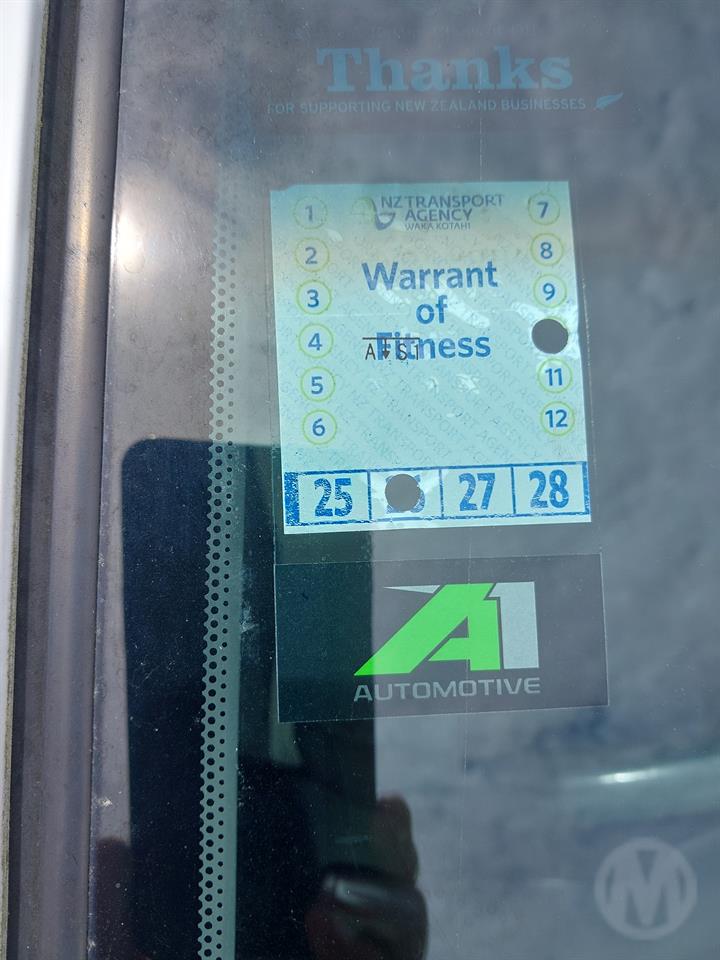 Thanks
FOR SUPPORTING NEW ZEALAND BUSINESSES
NZ TRANSPORT
AGENCY
WAKA KOTAHI
Warrant
of
Fitness
1
2
3
4
5
6
7
8
9
11
12
25
27
28
A1
AUTOMOTIVE
M